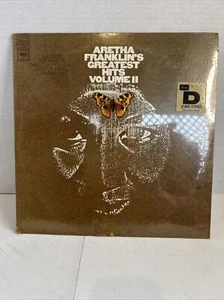 ARETHA
FRANKLIN'S
GREATEST
HITS
VOLUME II
D